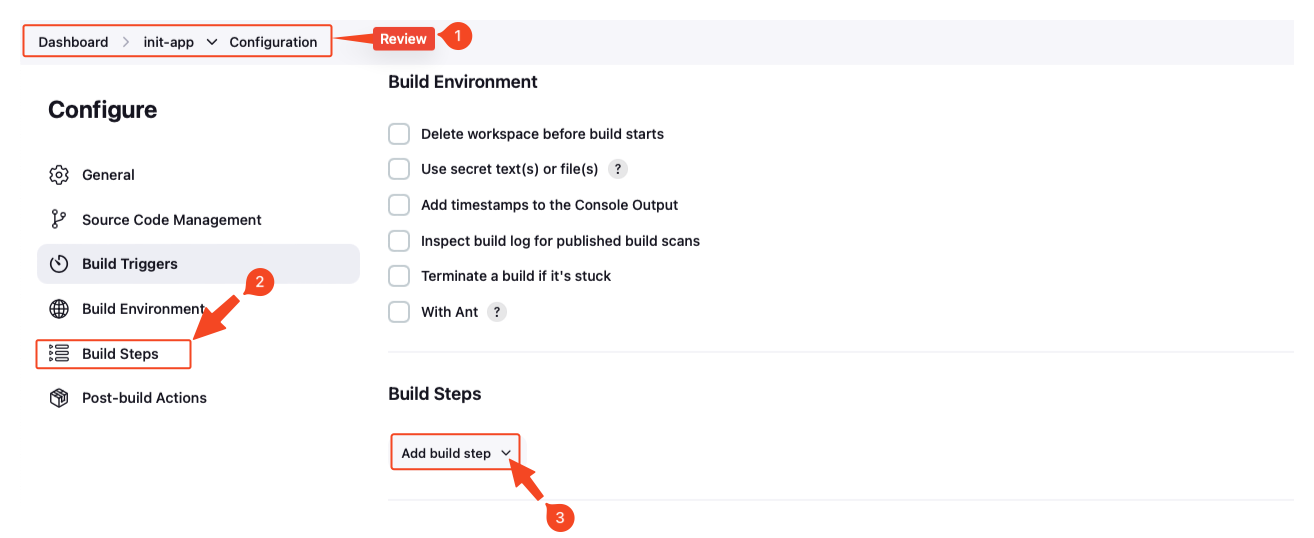 Dashboard > init-app Configuration
Review
1
Configure
General
Source Code Management
Build Triggers
2
Build Environment
Build Steps
Post-build Actions
Build Environment
Delete workspace before build starts
Use secret text(s) or file(s) ?
Add timestamps to the Console Output
Inspect build log for published build scans
Terminate a build if it's stuck
With Ant ?
Build Steps
Add build step
3